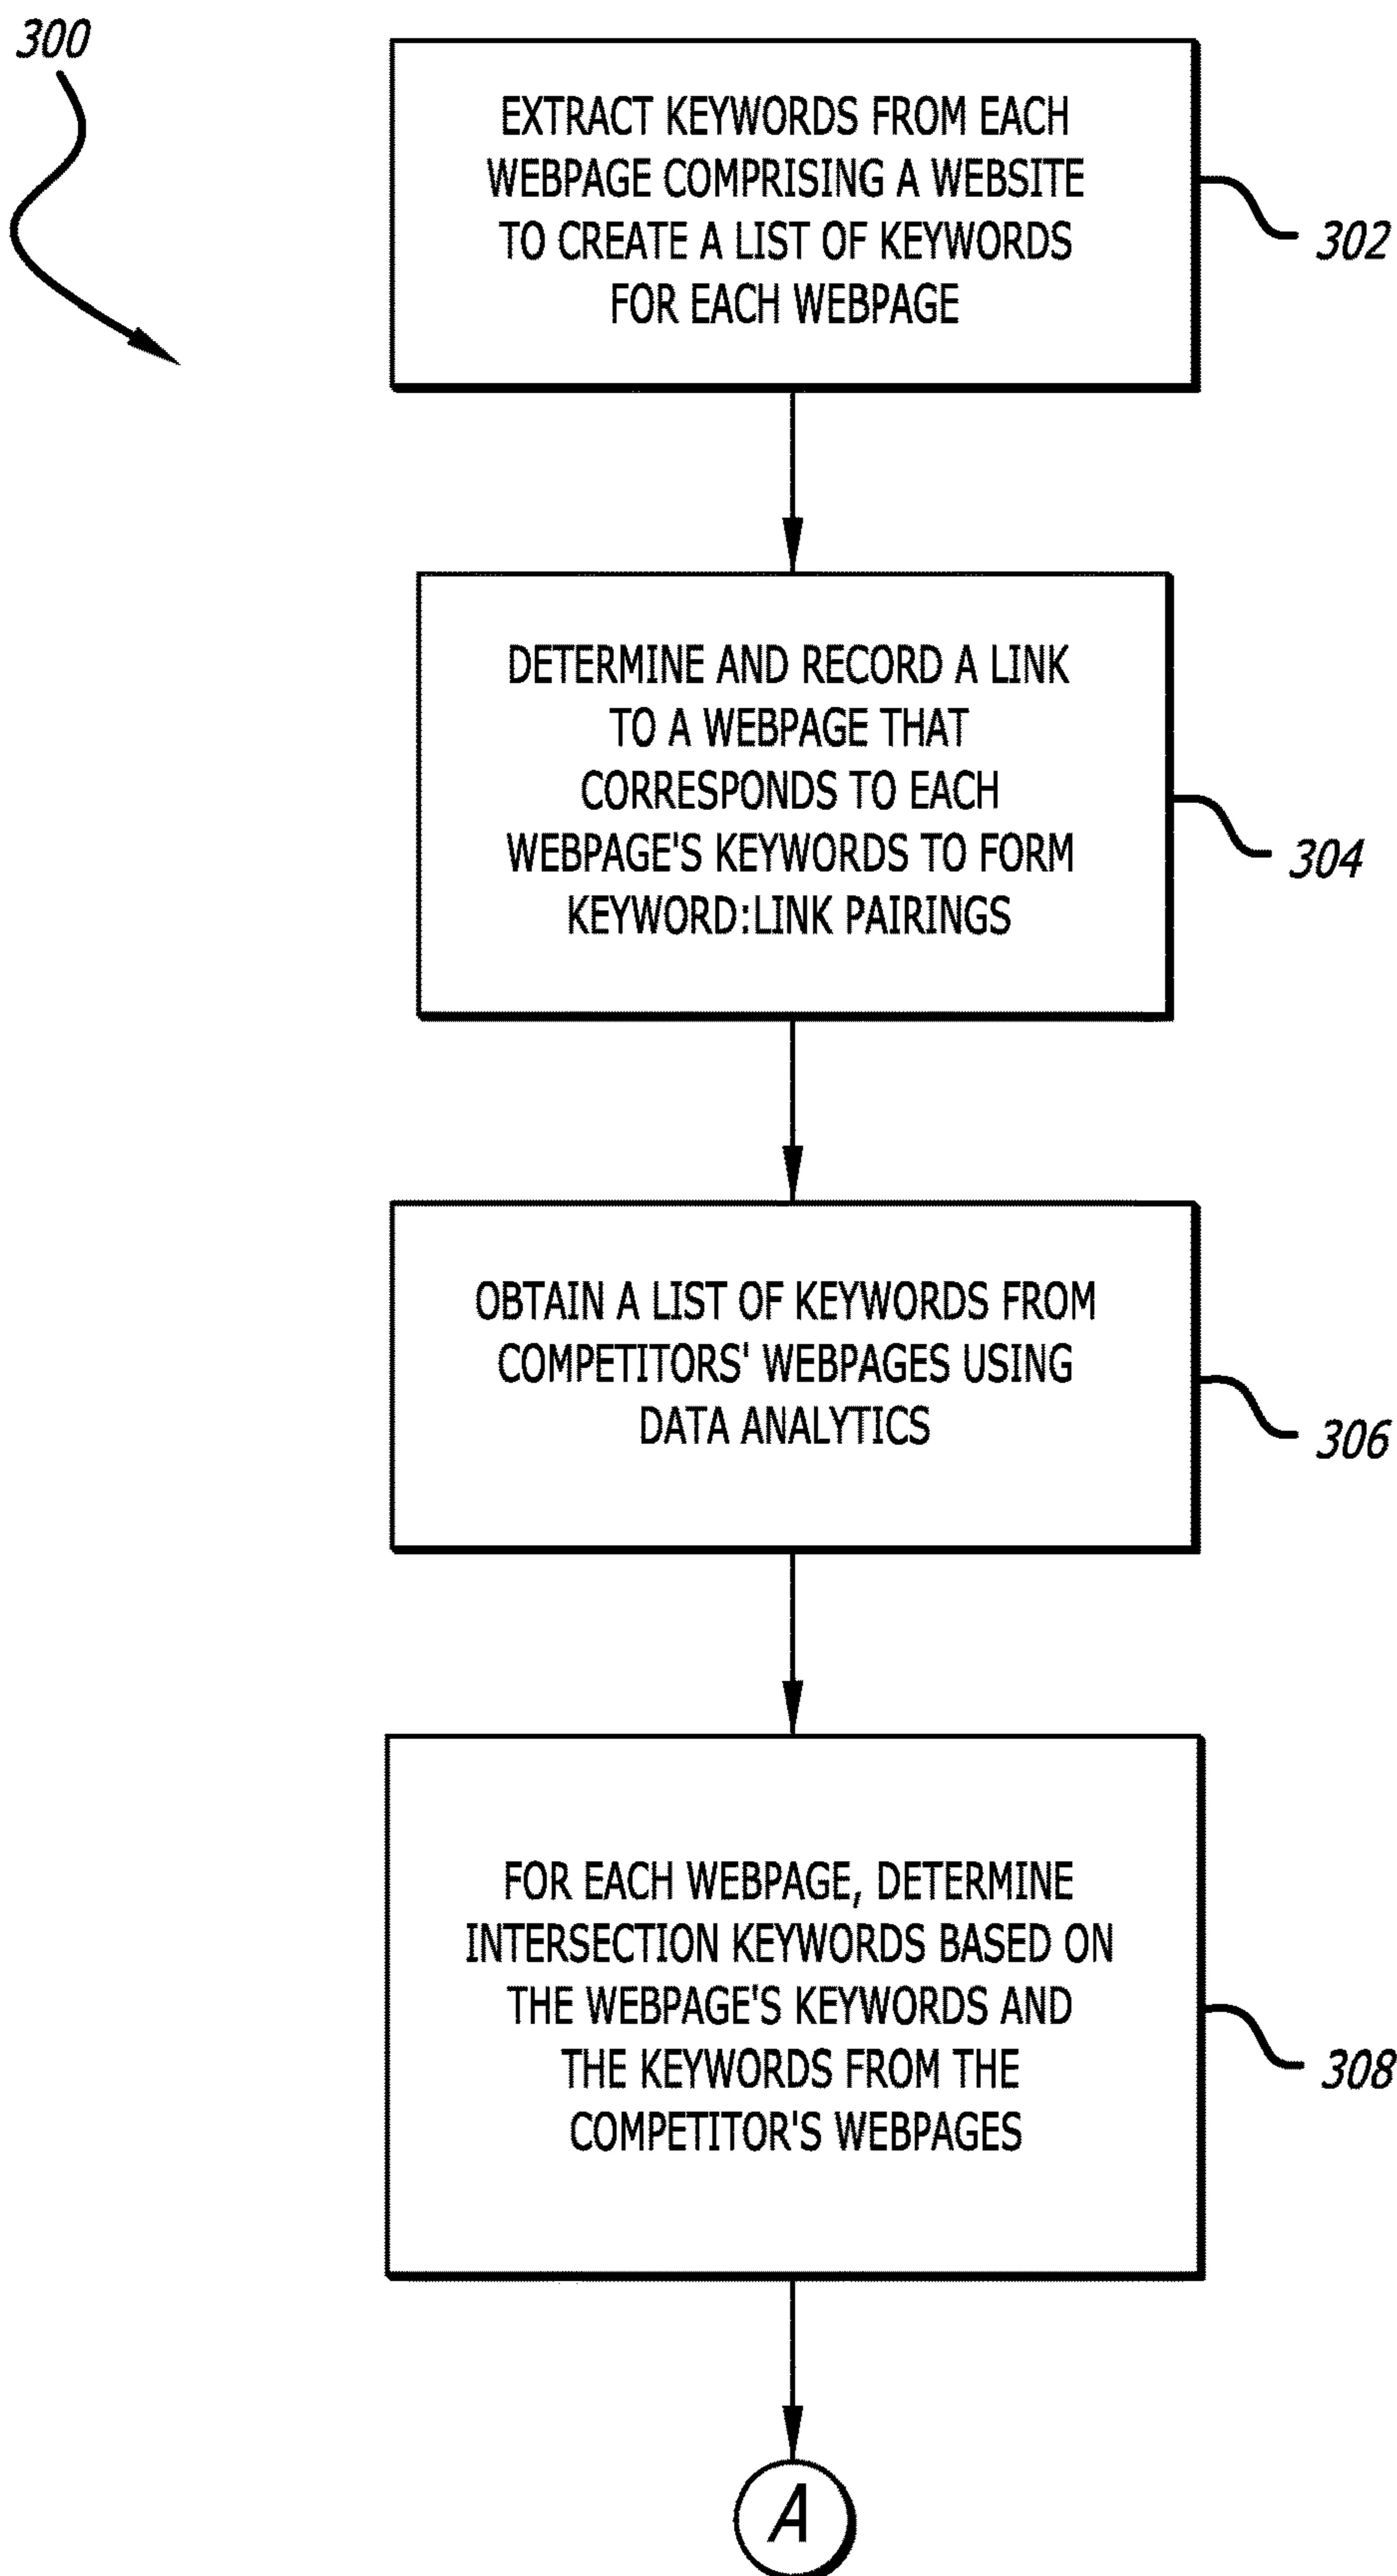 300
EXTRACT KEYWORDS FROM EACH
WEBPAGE COMPRISING A WEBSITE
TO CREATE A LIST OF KEYWORDS
FOR EACH WEBPAGE
302
DETERMINE AND RECORD A LINK
TO A WEBPAGE THAT
CORRESPONDS TO EACH
WEBPAGE'S KEYWORDS TO FORM
KEYWORD:LINK PAIRINGS
304
OBTAIN A LIST OF KEYWORDS FROM
COMPETITORS' WEBPAGES USING
DATA ANALYTICS
306
FOR EACH WEBPAGE, DETERMINE
INTERSECTION KEYWORDS BASED ON
THE WEBPAGE'S KEYWORDS AND
THE KEYWORDS FROM THE
COMPETITOR'S WEBPAGES
308
A